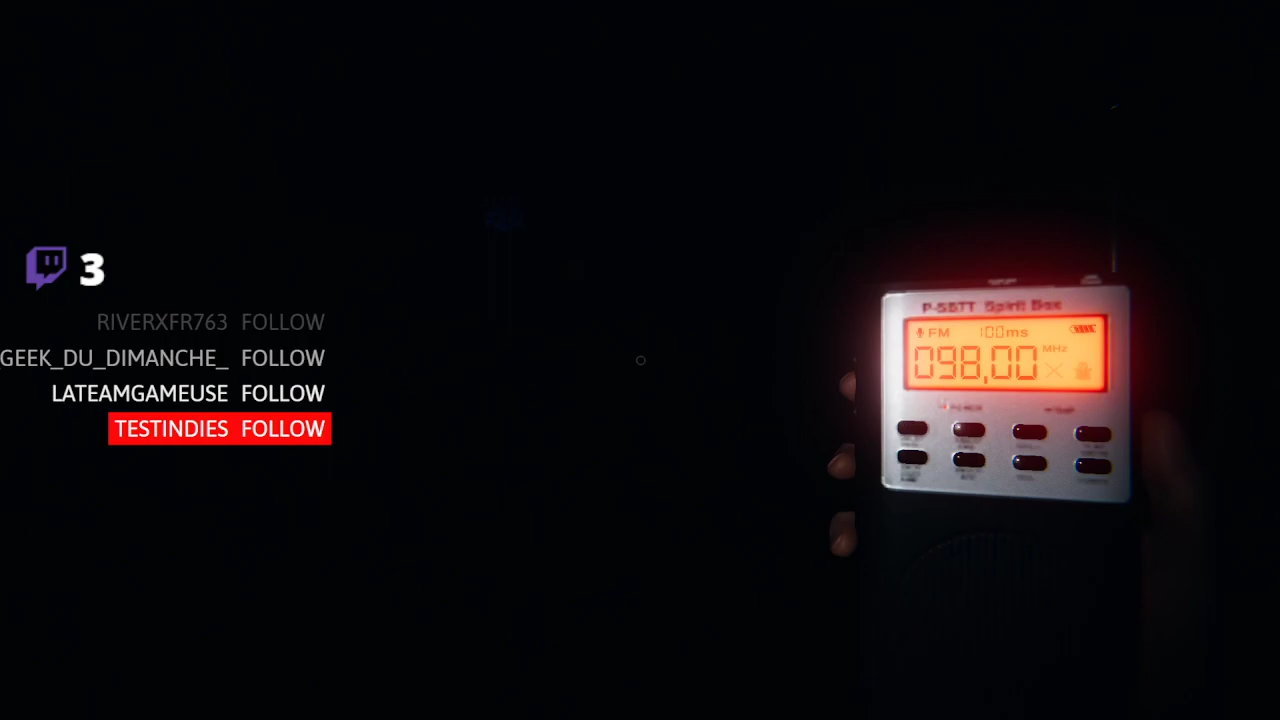 3
RIVERXFR763 FOLLOW
GEEK_DU_DIMANCHE_ FOLLOW
LATEAMGAMEUSE FOLLOW
TESTINDIES FOLLOW
P-SB7T Spirit Box
FM 100ms
098,00 MHz